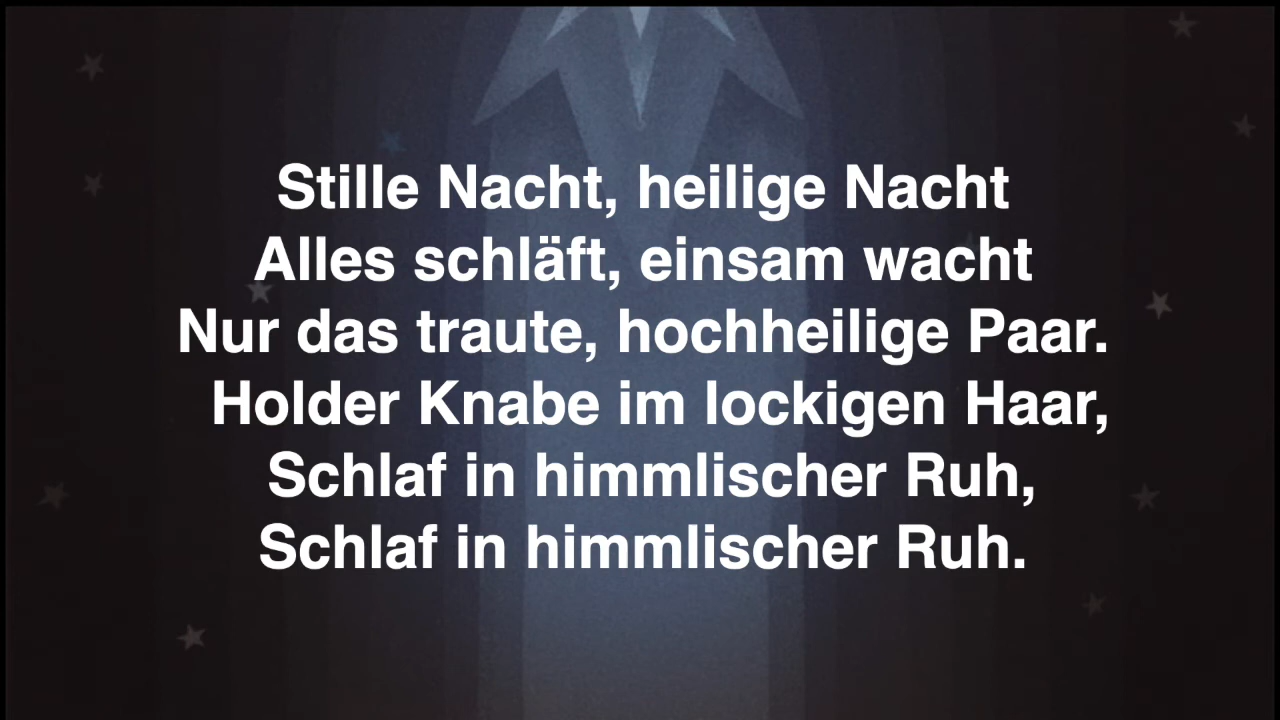 Stille Nacht, heilige Nacht
Alles schläft, einsam wacht
Nur das traute, hochheilige Paar.
Holder Knabe im lockigen Haar,
Schlaf in himmlischer Ruh,
Schlaf in himmlischer Ruh.